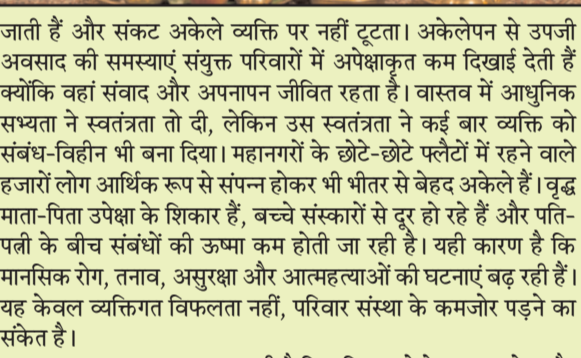 जाती हैं और संकट अकेले व्यक्ति पर नहीं टूटता। अकेलेपन से उपजी
अवसाद की समस्याएं संयुक्त परिवारों में अपेक्षाकृत कम दिखाई देती हैं
क्योंकि वहां संवाद और अपनापन जीवित रहता है। वास्तव में आधुनिक
सभ्यता ने स्वतंत्रता तो दी, लेकिन उस स्वतंत्रता ने कई बार व्यक्ति को
संबंध-विहीन भी बना दिया। महानगरों के छोटे-छोटे फ्लैटों में रहने वाले
हजारों लोग आर्थिक रूप से संपन्न होकर भी भीतर से बेहद अकेले हैं। वृद्ध
माता-पिता उपेक्षा के शिकार हैं, बच्चे संस्कारों से दूर हो रहे हैं और पति-
पत्नी के बीच संबंधों की ऊष्मा कम होती जा रही है। यही कारण है कि
मानसिक रोग, तनाव, असुरक्षा और आत्महत्याओं की घटनाएं बढ़ रही हैं।
यह केवल व्यक्तिगत विफलता नहीं, परिवार संस्था के कमजोर पड़ने का
संकेत है।